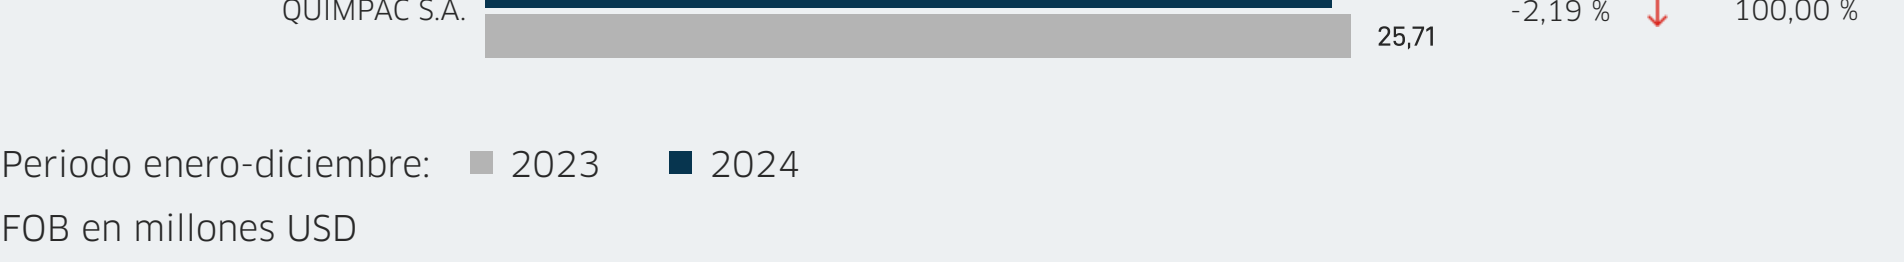 QUIMPAC S.A. -2,19 % 100,00 %
25,71
Periodo enero-diciembre: 2023 2024
FOB en millones USD